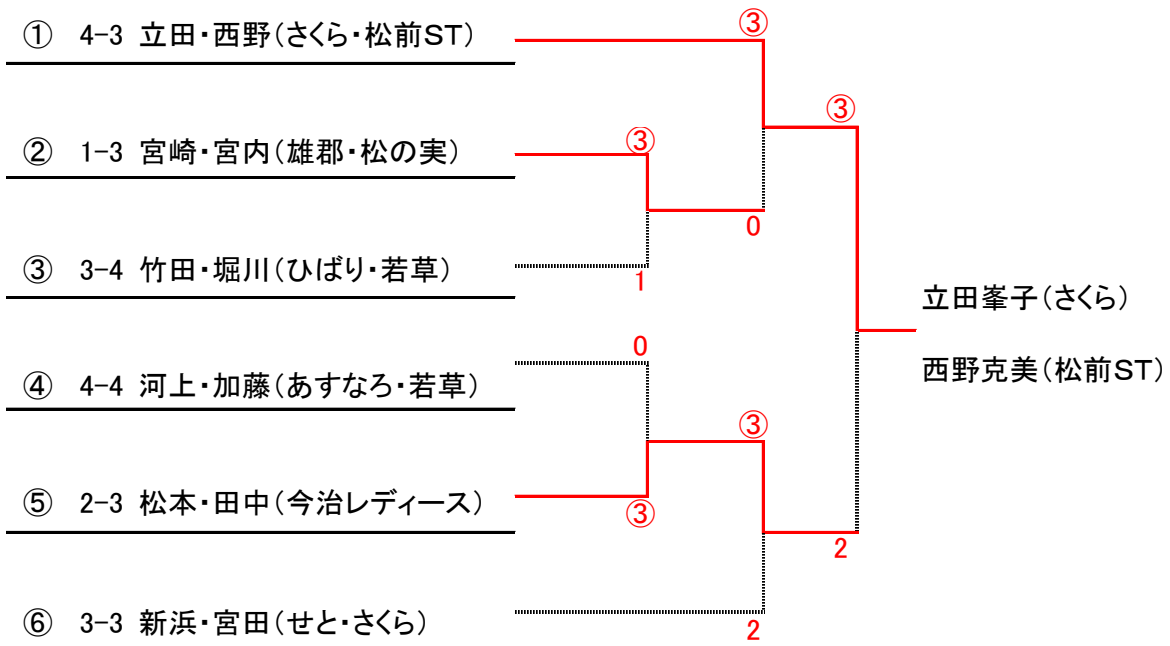 ① 4-3 立田・西野(さくら・松前ST)
③
③
② 1-3 宮崎・宮内(雄郡・松の実)
③
0
③ 3-4 竹田・堀川(ひばり・若草)
1
立田峯子(さくら)
0
西野克美(松前ST)
④ 4-4 河上・加藤(あすなろ・若草)
③
⑤ 2-3 松本・田中(今治レディース)
③
2
⑥ 3-3 新浜・宮田(せと・さくら)
2